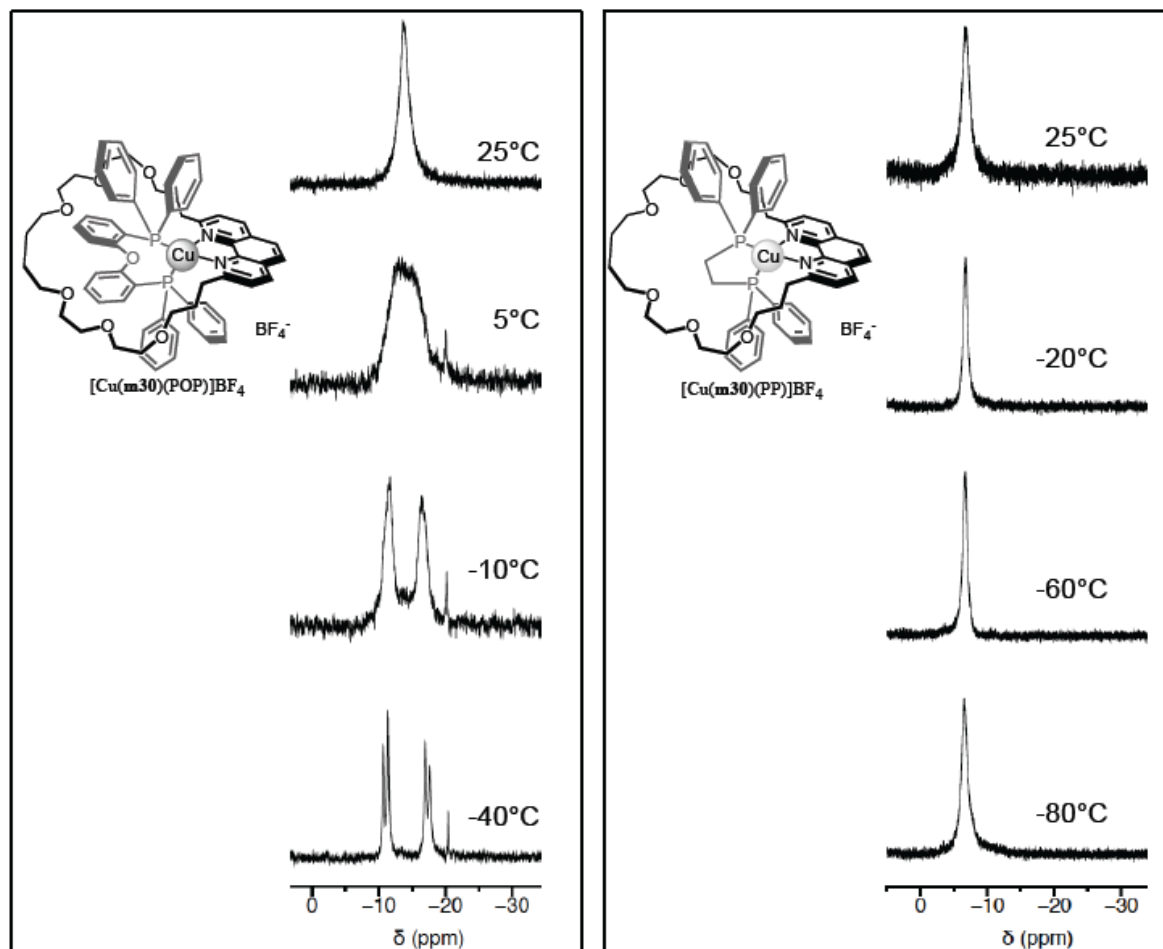 25°C
O
O
O
P
N
Cu
O
N
P
O
O
O
BF4-
[Cu(m30)(POP)]BF4
5°C
-10°C
-40°C
0 −10 −20 −30
δ (ppm)
25°C
O
O
O
P
N
Cu
N
P
O
O
O
BF4-
[Cu(m30)(PP)]BF4
-20°C
-60°C
-80°C
0 −10 −20 −30
δ (ppm)